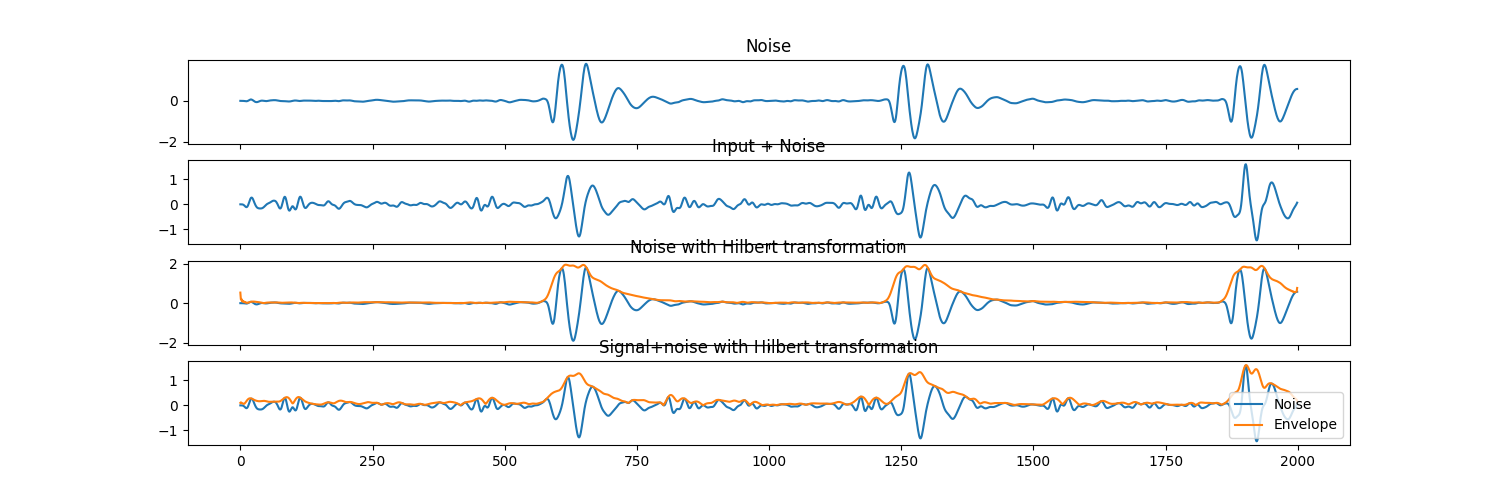 Noise
0
−2
Input + Noise
1
0
−1
Noise with Hilbert transformation
2
0
−2
Signal+noise with Hilbert transformation
1
0
−1
Noise
Envelope
0 250 500 750 1000 1250 1500 1750 2000